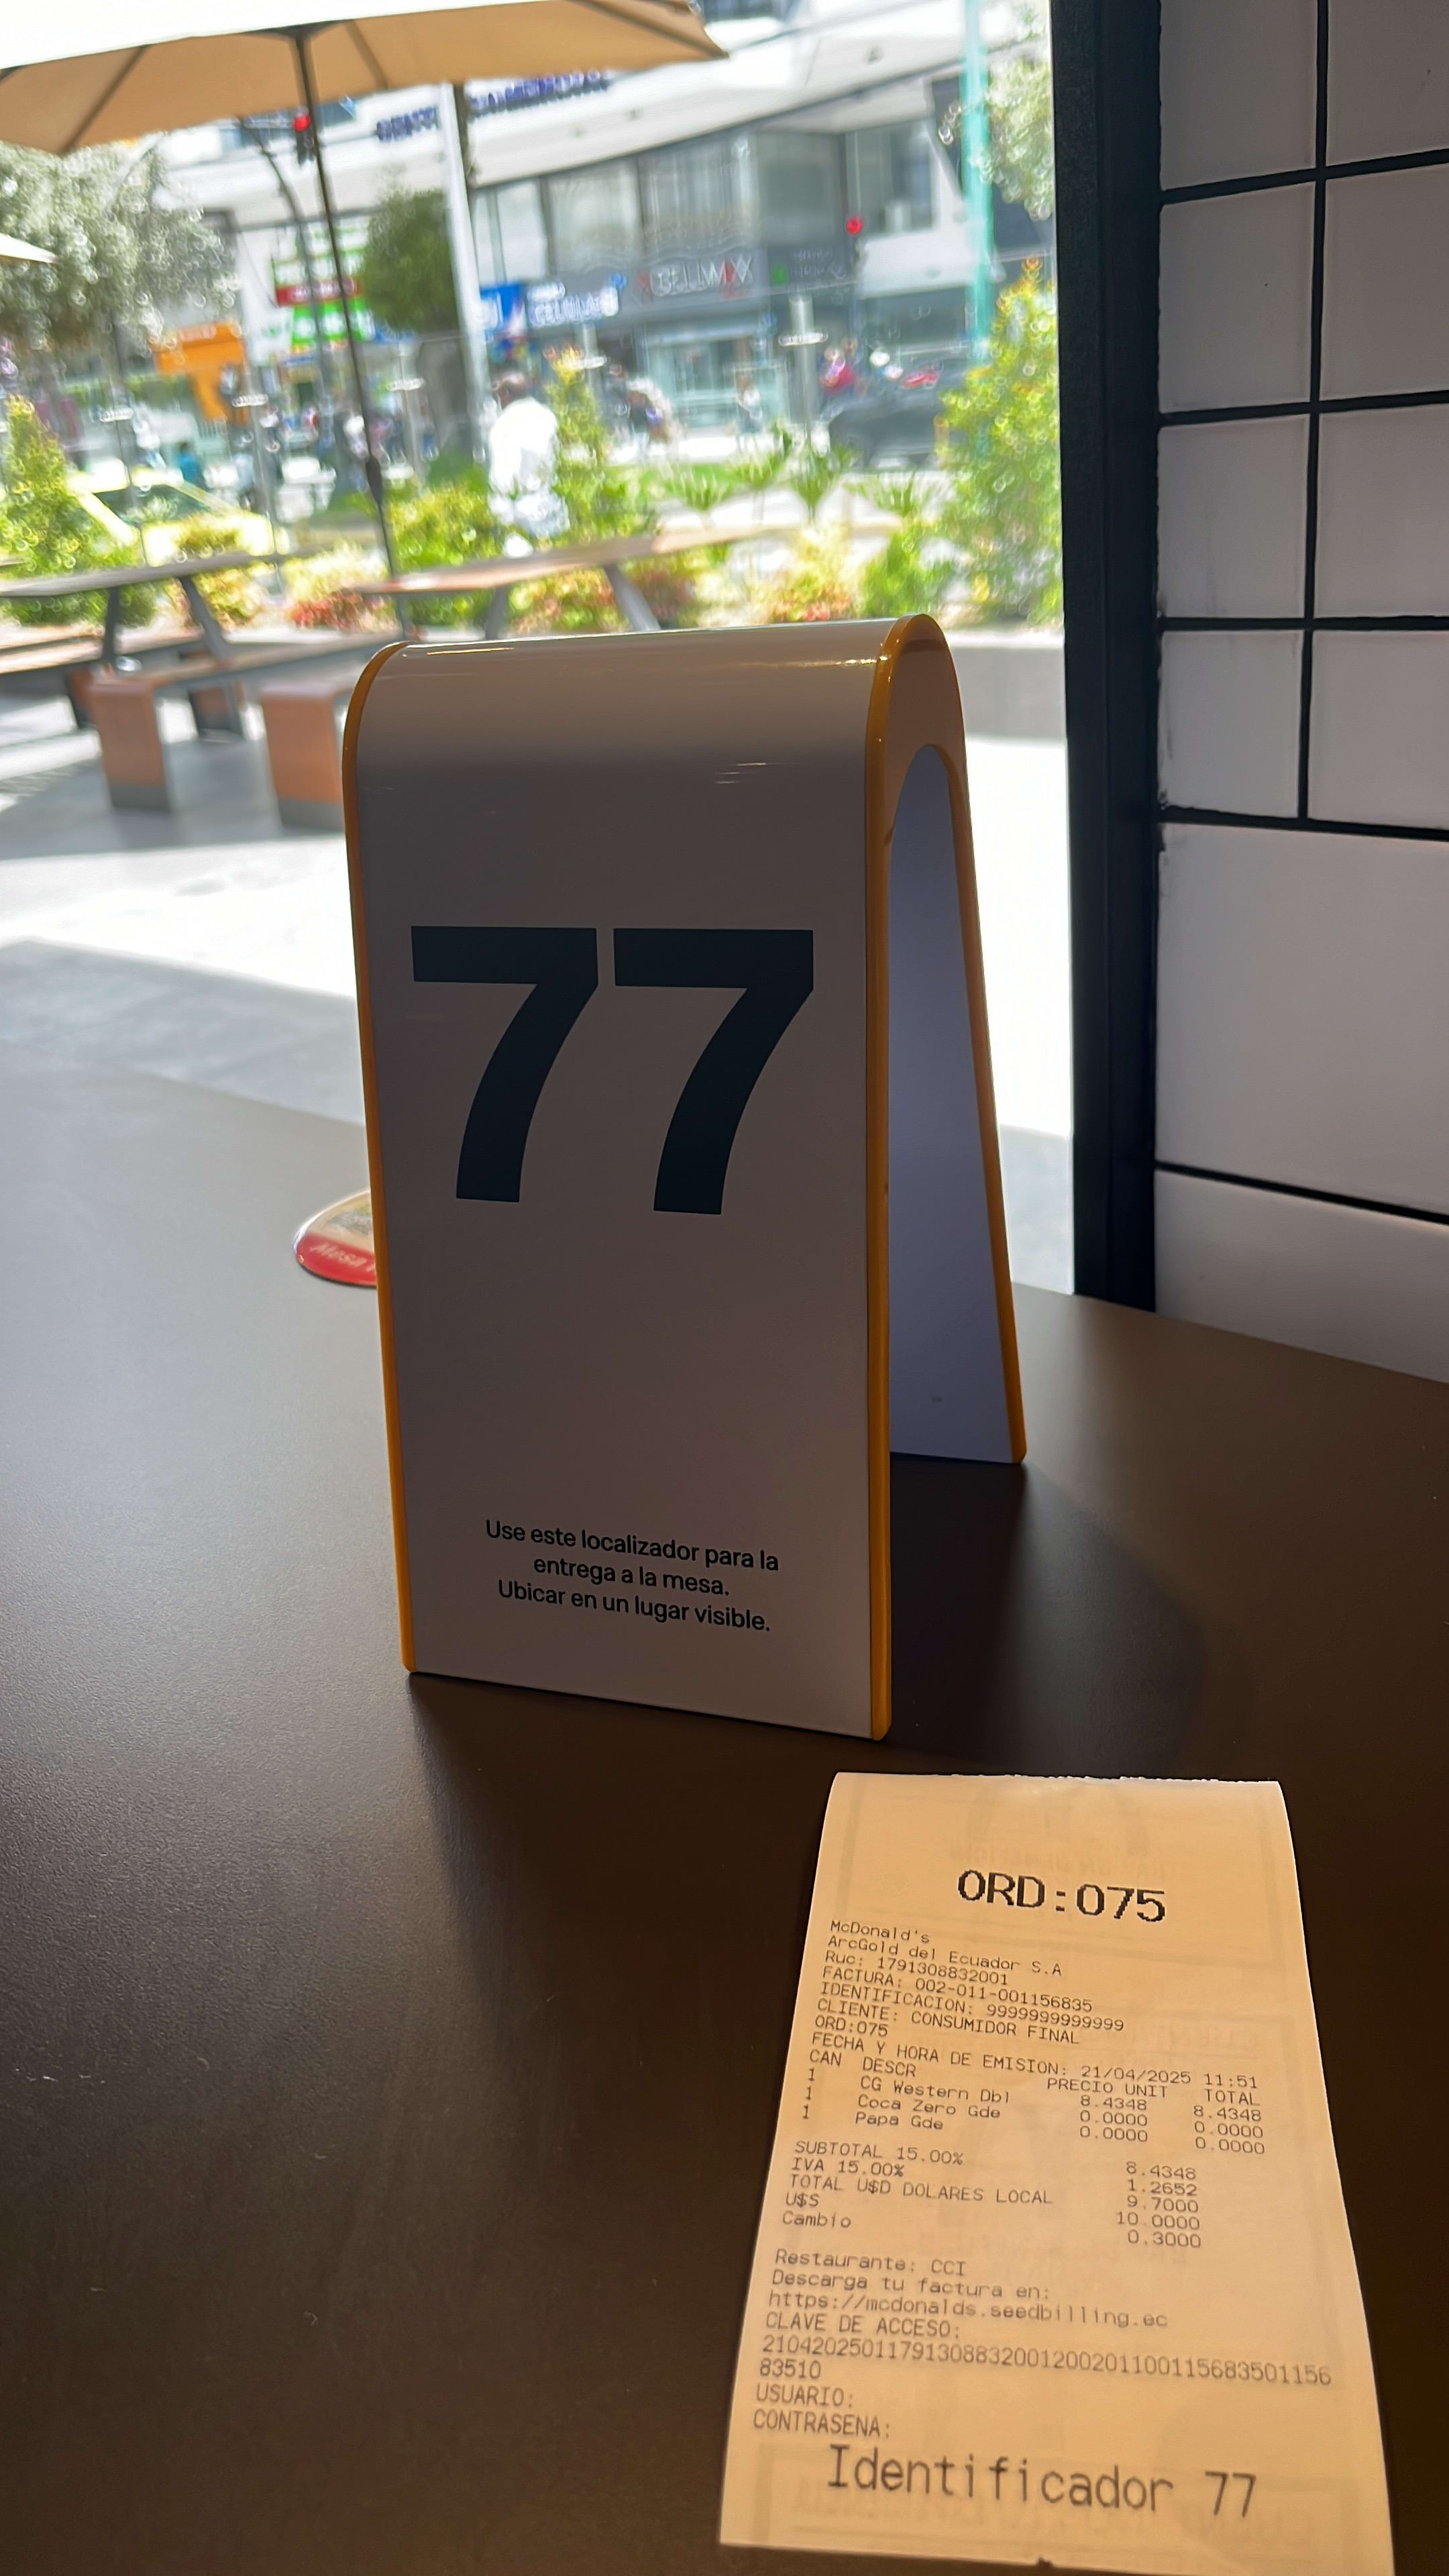 77
Use este localizador para la
entrega a la mesa.
Ubicar en un lugar visible.
Mesa
ORD:075
McDonald's
ArcGold del Ecuador S.A
Ruc: 1791308832001
FACTURA: 002-011-001156835
IDENTIFICACION: 9999999999999
CLIENTE: CONSUMIDOR FINAL
ORD:075
FECHA Y HORA DE EMISION: 21/04/2025 11:51
CAN DESCR PRECIO UNIT TOTAL
1 CG Western Dbl 8.4348 8.4348
1 Coca Zero Gde 0.0000 0.0000
1 Papa Gde 0.0000 0.0000
SUBTOTAL 15.00% 8.4348
IVA 15.00% 1.2652
TOTAL U$D DOLARES LOCAL 9.7000
U$S 10.0000
Cambio 0.3000
Restaurante: CCI
Descarga tu factura en:
https://mcdonalds.seedbilling.ec
CLAVE DE ACCESO:
21042025011791308832001200201100115683501156
83510
USUARIO:
CONTRASENA:
Identificador 77